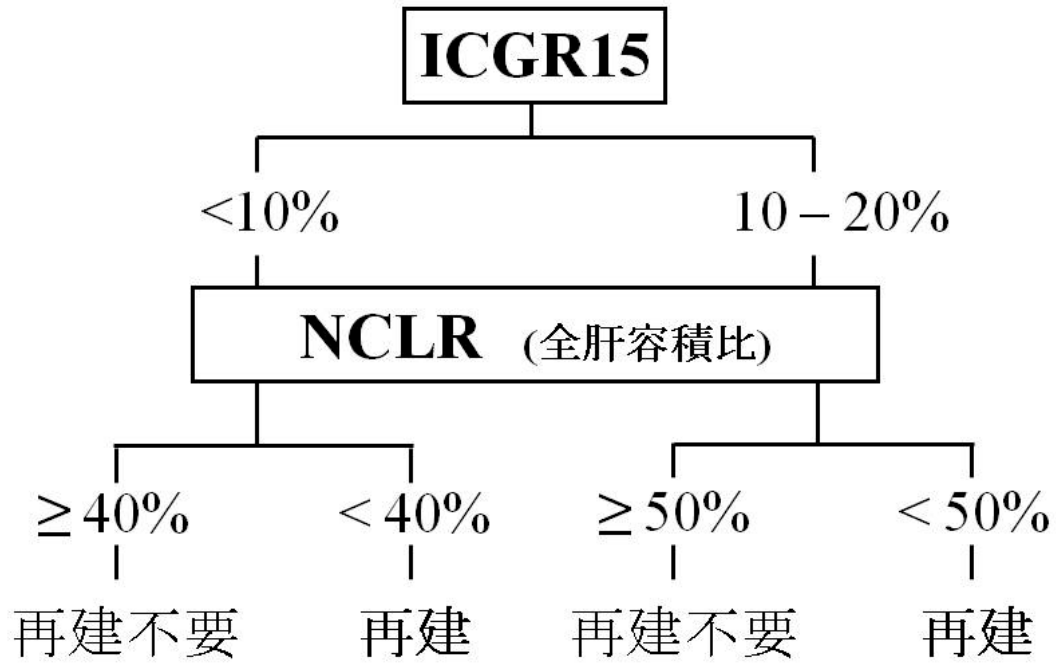 ICGR15
<10% 10 – 20%
NCLR (全肝容積比)
≥40% < 40% ≥50% < 50%
再建不要 再建 再建不要 再建